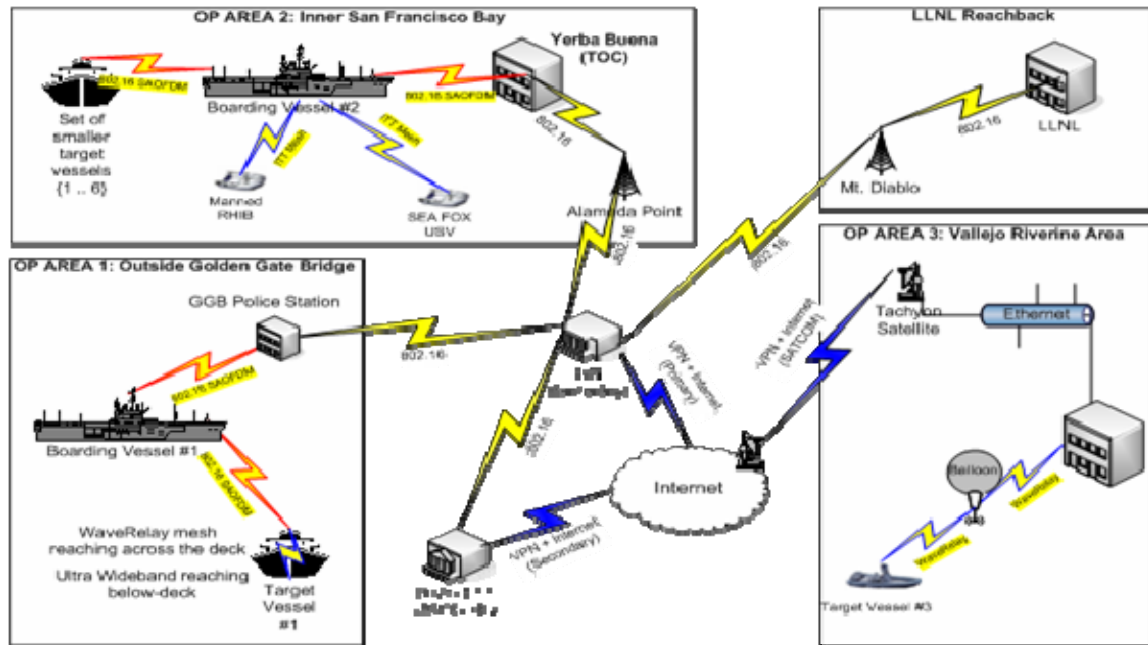 OP AREA 2: Inner San Francisco Bay
Yerba Buena
(TOC)
802.16 SAOFDM
802.16 SAOFDM
802.16
Boarding Vessel #2
Set of
smaller
target
vessels
{1 .. 6}
ITT Mesh
ITT Mesh
Manned
RHIB
SEA FOX
USV
Alameda Point
802.16
LLNL Reachback
802.16
LLNL
Mt. Diablo
802.16
OP AREA 1: Outside Golden Gate Bridge
GGB Police Station
802.16
802.16 SAOFDM
Boarding Vessel #1
802.16 SAOFDM
WaveRelay mesh
reaching across the deck
Ultra Wideband reaching
below-deck
Target
Vessel
#1
802.16
VPN + Internet
(Primary)
VPN + Internet
(SATCOM)
Internet
VPN + Internet
(Secondary)
OP AREA 3: Vallejo Riverine Area
Tachyon
Satellite
Ethernet
Balloon
WaveRelay
WaveRelay
Target Vessel #3